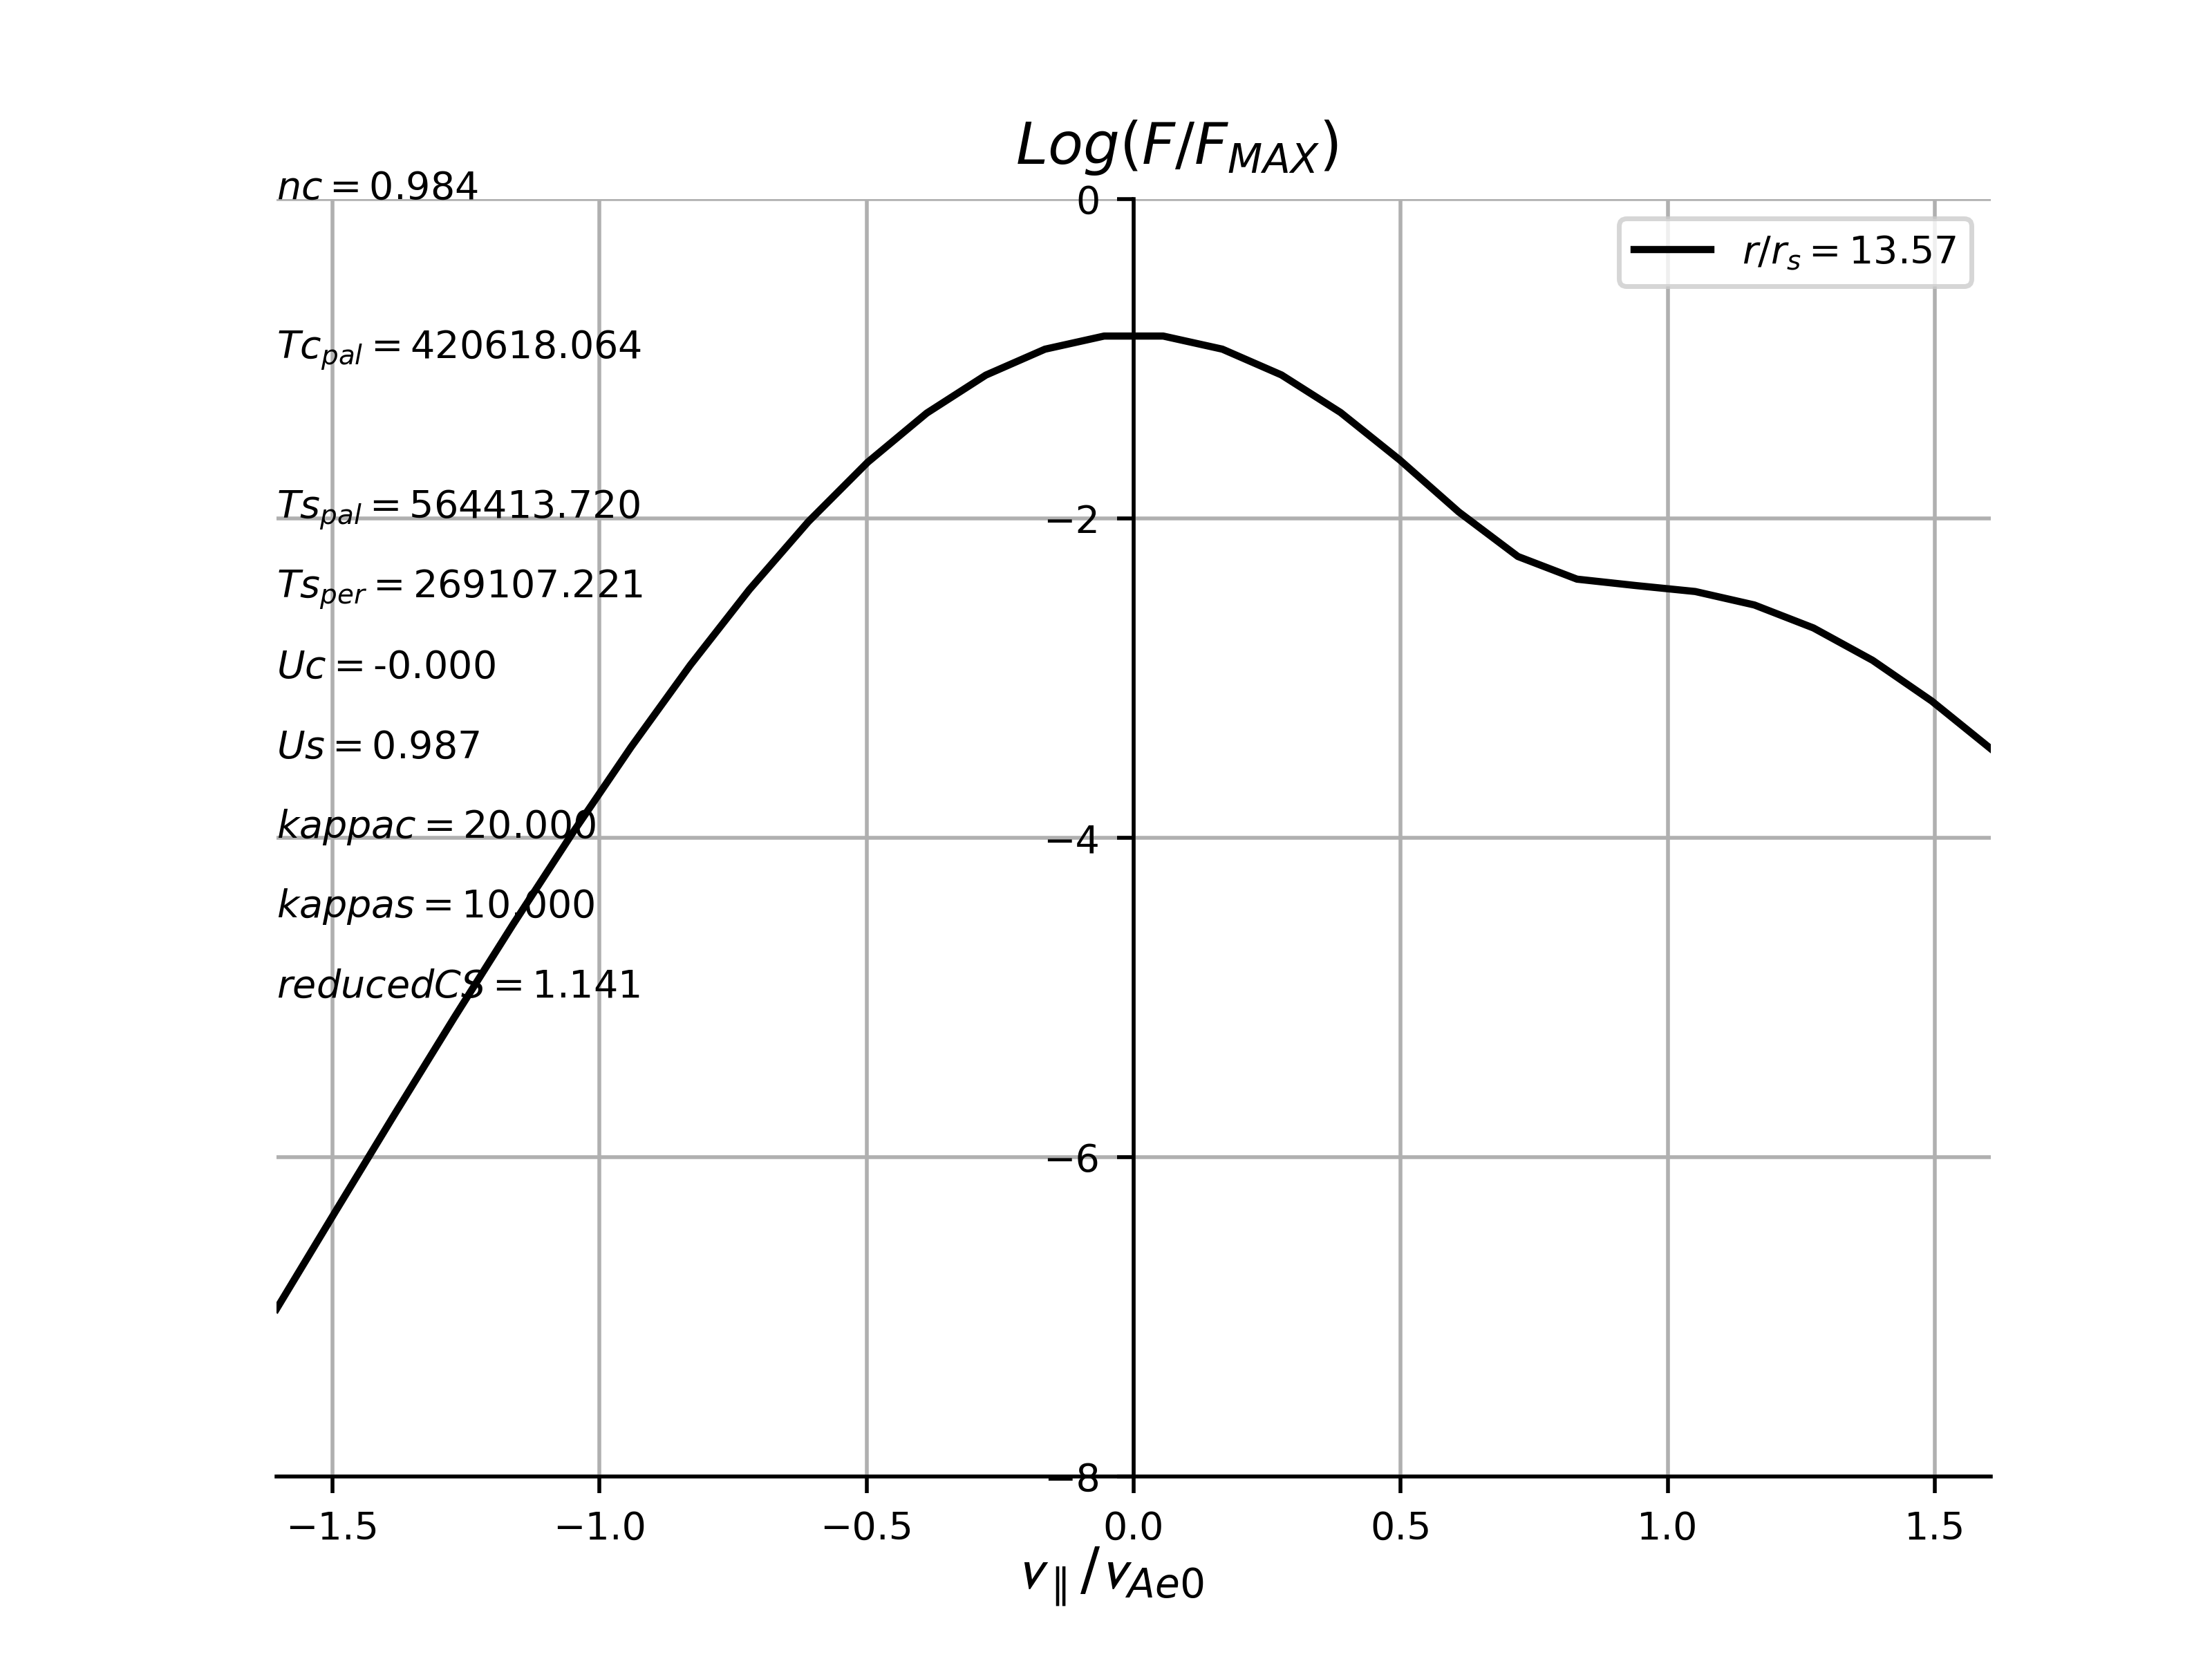 Log(F/F_MAX)
nc = 0.984
0
r/r_s = 13.57
Tc_pal = 420618.064
Ts_pal = 564413.720
−2
Ts_per = 269107.221
Uc = -0.000
Us = 0.987
kappac = 20.000
−4
kappas = 10.000
reducedCS = 1.141
−6
−8
−1.5 −1.0 −0.5 0.0 0.5 1.0 1.5
v_∥/v_Ae0